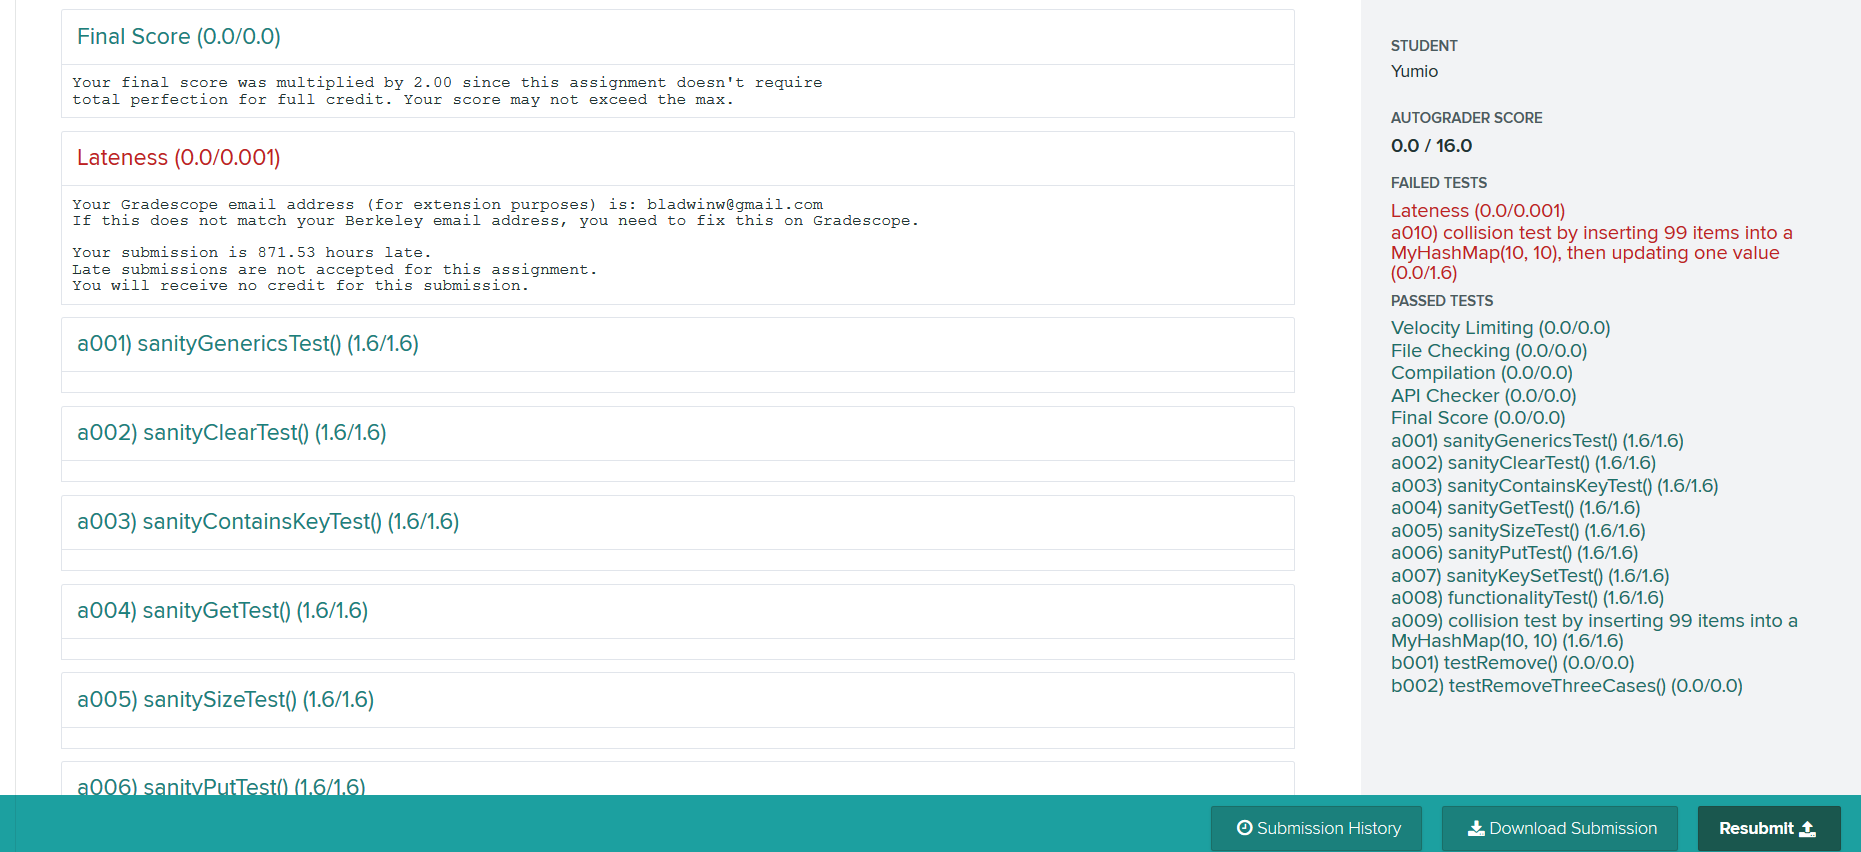 Final Score (0.0/0.0)
Your final score was multiplied by 2.00 since this assignment doesn't require
total perfection for full credit. Your score may not exceed the max.
Lateness (0.0/0.001)
Your Gradescope email address (for extension purposes) is: bladwinw@gmail.com
If this does not match your Berkeley email address, you need to fix this on Gradescope.
Your submission is 871.53 hours late.
Late submissions are not accepted for this assignment.
You will receive no credit for this submission.
a001) sanityGenericsTest() (1.6/1.6)
a002) sanityClearTest() (1.6/1.6)
a003) sanityContainsKeyTest() (1.6/1.6)
a004) sanityGetTest() (1.6/1.6)
a005) sanitySizeTest() (1.6/1.6)
a006) sanityPutTest() (1.6/1.6)
STUDENT
Yumio
AUTOGRADER SCORE
0.0 / 16.0
FAILED TESTS
Lateness (0.0/0.001)
a010) collision test by inserting 99 items into a
MyHashMap(10, 10), then updating one value
(0.0/1.6)
PASSED TESTS
Velocity Limiting (0.0/0.0)
File Checking (0.0/0.0)
Compilation (0.0/0.0)
API Checker (0.0/0.0)
Final Score (0.0/0.0)
a001) sanityGenericsTest() (1.6/1.6)
a002) sanityClearTest() (1.6/1.6)
a003) sanityContainsKeyTest() (1.6/1.6)
a004) sanityGetTest() (1.6/1.6)
a005) sanitySizeTest() (1.6/1.6)
a006) sanityPutTest() (1.6/1.6)
a007) sanityKeySetTest() (1.6/1.6)
a008) functionalityTest() (1.6/1.6)
a009) collision test by inserting 99 items into a
MyHashMap(10, 10) (1.6/1.6)
b001) testRemove() (0.0/0.0)
b002) testRemoveThreeCases() (0.0/0.0)
Submission History
Download Submission
Resubmit